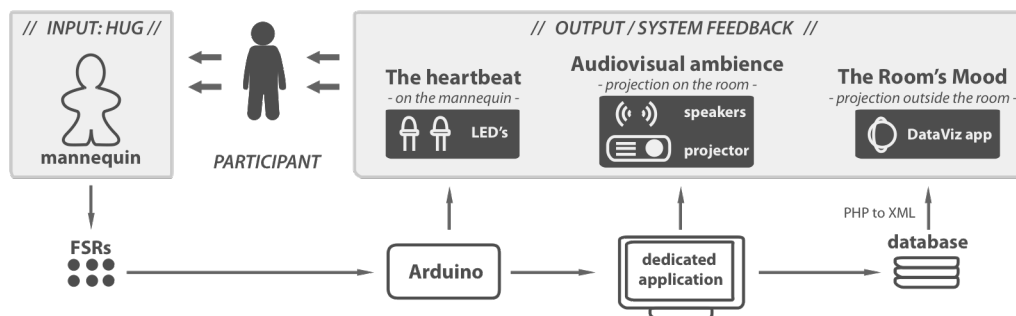 // INPUT: HUG //
mannequin
PARTICIPANT
// OUTPUT / SYSTEM FEEDBACK //
The heartbeat
- on the mannequin -
LED's
Audiovisual ambience
- projection on the room -
speakers
projector
The Room's Mood
- projection outside the room -
DataViz app
FSRs
Arduino
dedicated
application
PHP to XML
database